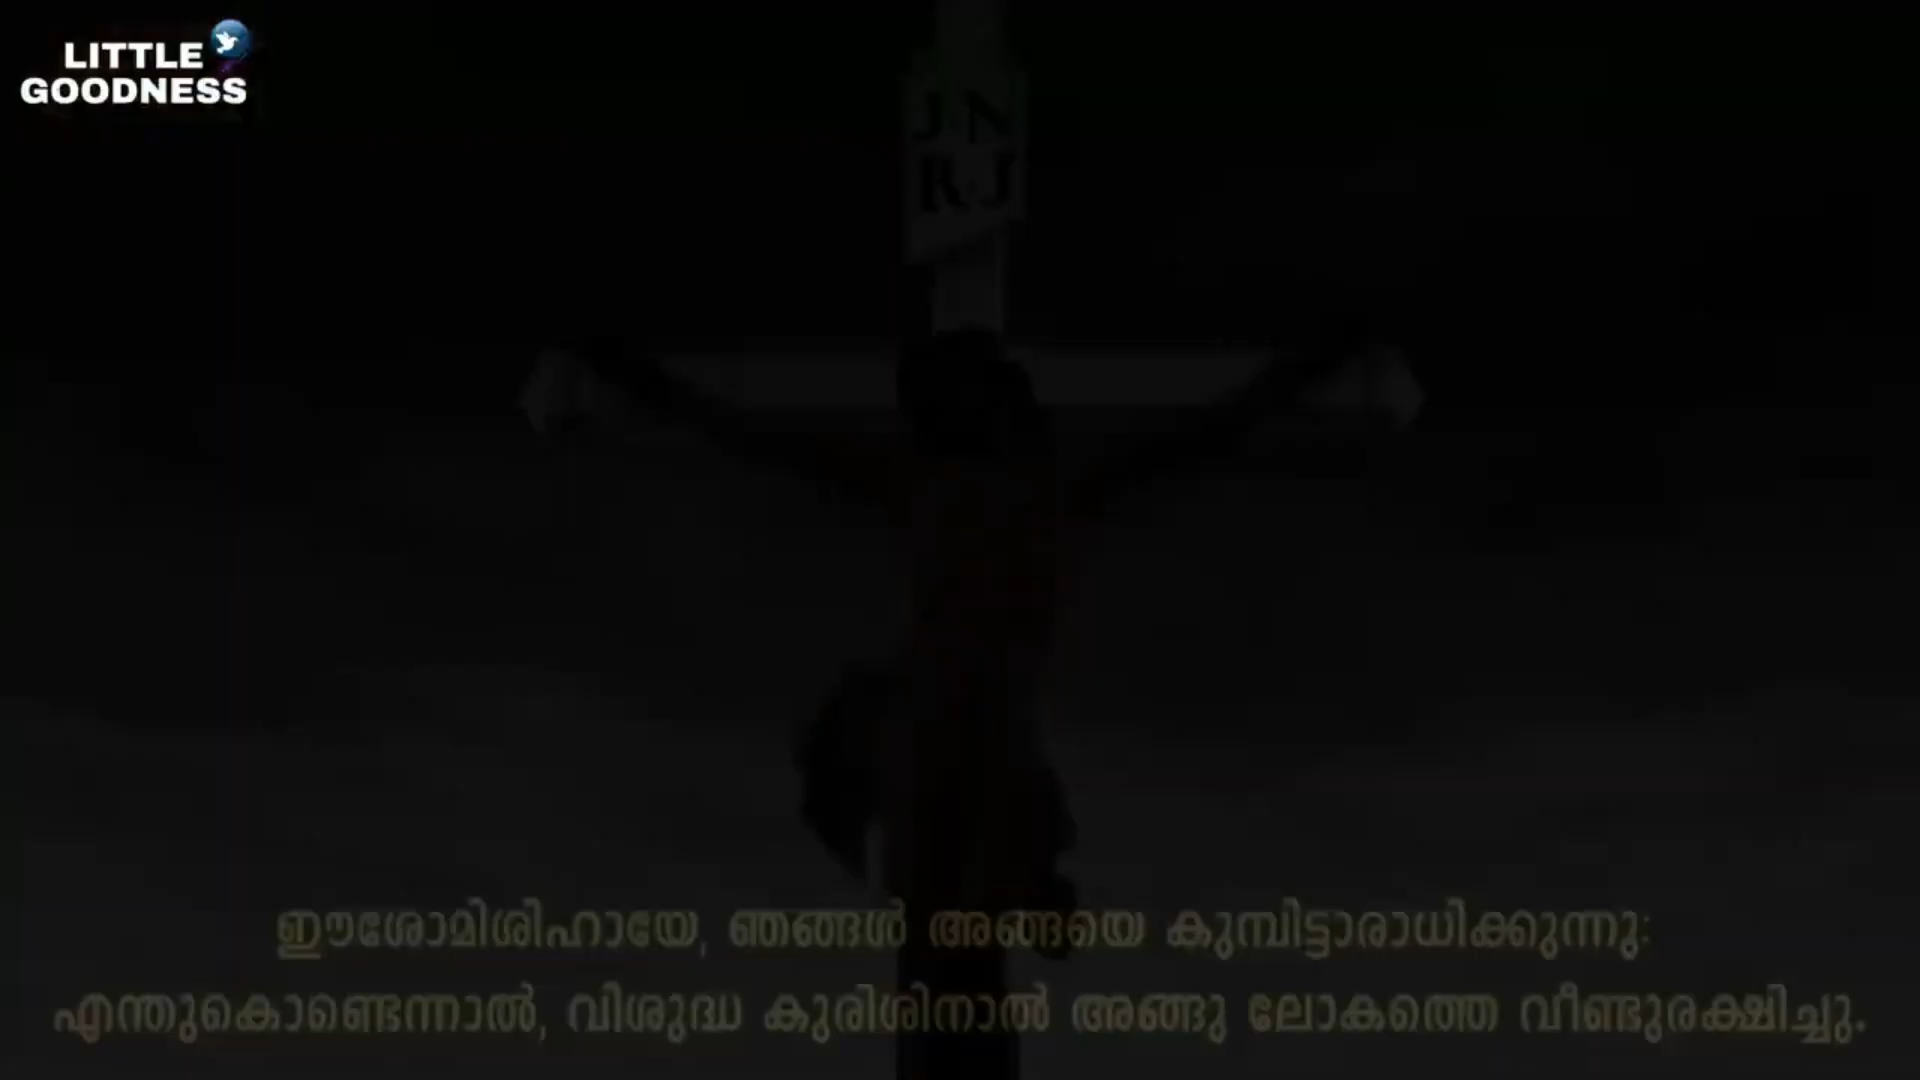 LITTLE
GOODNESS
J N
R J
ഈശോമിശിഹായേ, ഞങ്ങൾ അങ്ങയെ കുമ്പിട്ടാരാധിക്കുന്നു:
എന്തുകൊണ്ടെന്നാൽ, വിശുദ്ധ കുരിശിനാൽ അങ്ങു ലോകത്തെ വീണ്ടുരക്ഷിച്ചു.